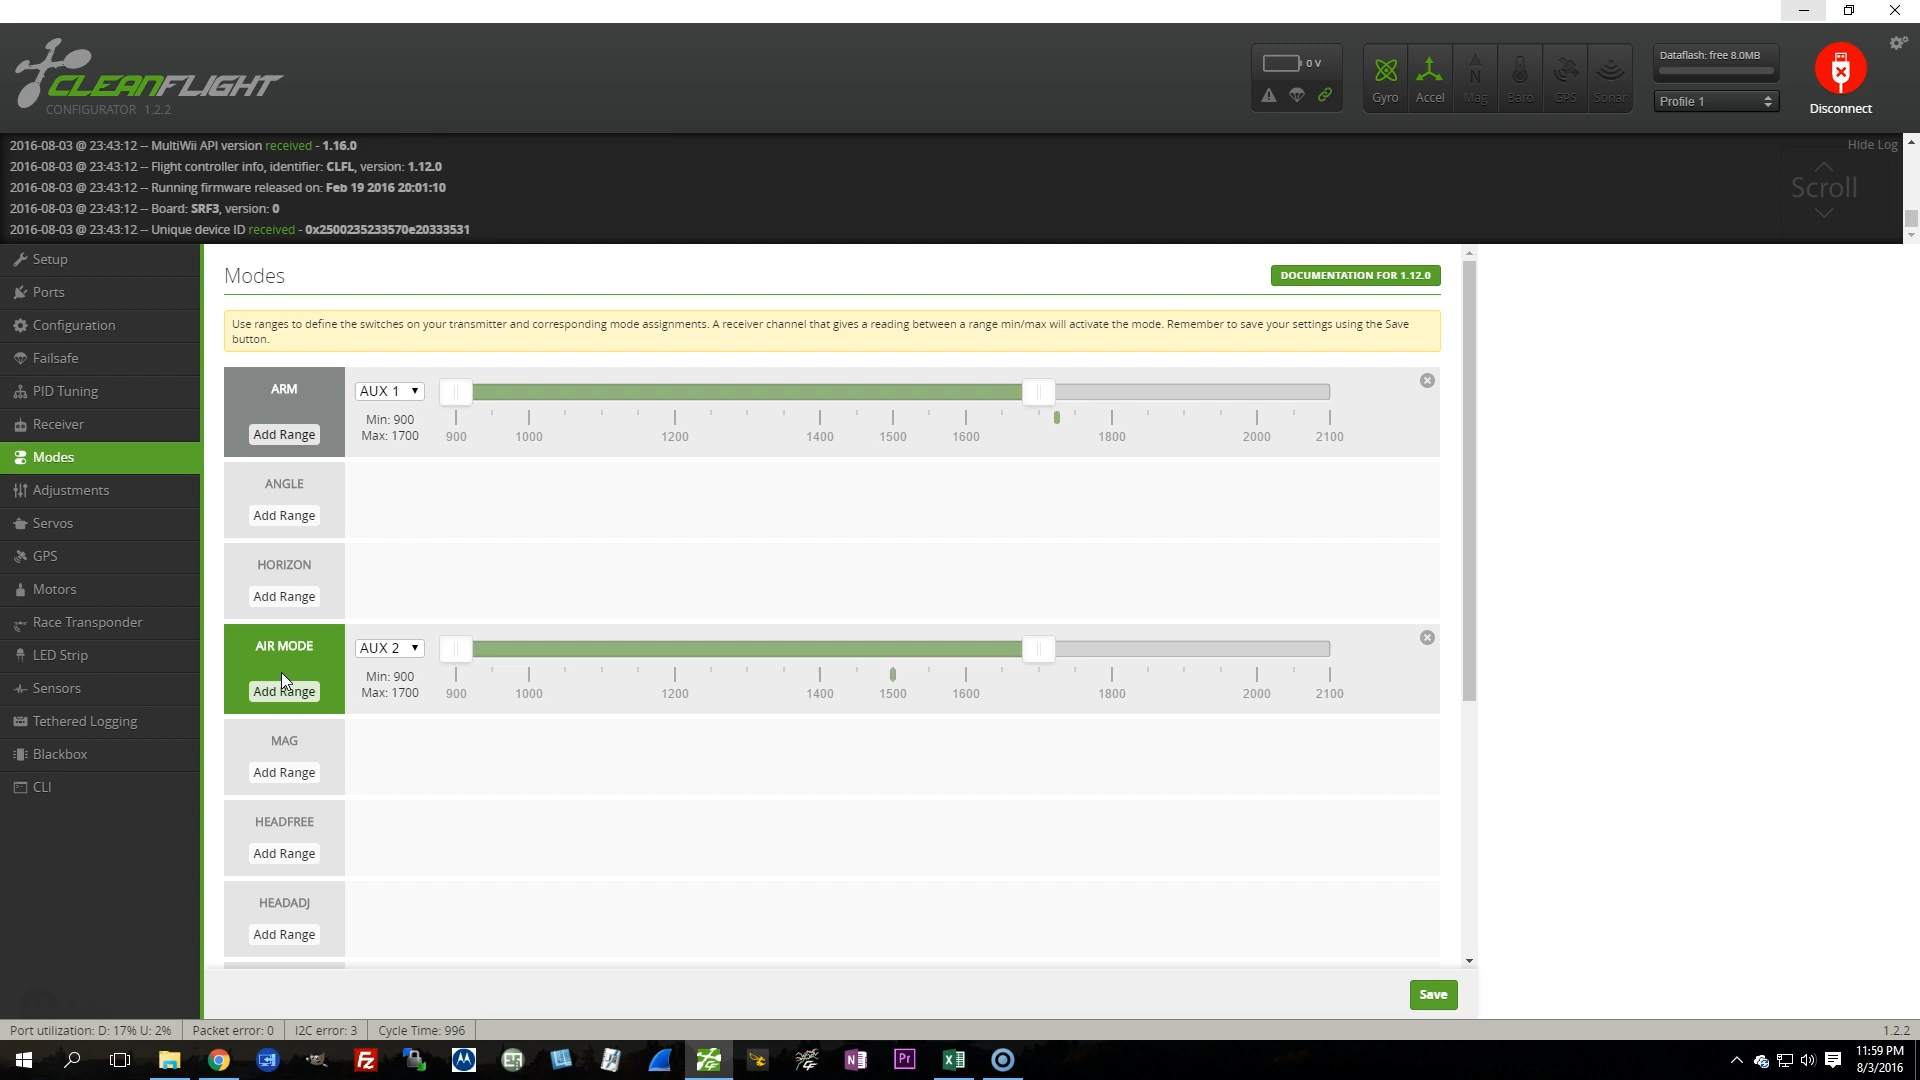 CLEANFLIGHT
CONFIGURATOR 1.2.2
0 V
Gyro
Accel
Mag
Baro
GPS
Sonar
Dataflash: free 8.0MB
Profile 1
Disconnect
2016-08-03 @ 23:43:12 -- MultiWii API version received - 1.16.0
2016-08-03 @ 23:43:12 -- Flight controller info, identifier: CLFL, version: 1.12.0
2016-08-03 @ 23:43:12 -- Running firmware released on: Feb 19 2016 20:01:10
2016-08-03 @ 23:43:12 -- Board: SRF3, version: 0
2016-08-03 @ 23:43:12 -- Unique device ID received - 0x2500235233570e20333531
Hide Log
Scroll
Setup
Ports
Configuration
Failsafe
PID Tuning
Receiver
Modes
Adjustments
Servos
GPS
Motors
Race Transponder
LED Strip
Sensors
Tethered Logging
Blackbox
CLI
Modes
DOCUMENTATION FOR 1.12.0
Use ranges to define the switches on your transmitter and corresponding mode assignments. A receiver channel that gives a reading between a range min/max will activate the mode. Remember to save your settings using the Save
button.
ARM
Add Range
AUX 1
Min: 900
Max: 1700
900 1000 1200 1400 1500 1600 1800 2000 2100
ANGLE
Add Range
HORIZON
Add Range
AIR MODE
Add Range
AUX 2
Min: 900
Max: 1700
900 1000 1200 1400 1500 1600 1800 2000 2100
MAG
Add Range
HEADFREE
Add Range
HEADADJ
Add Range
Save
Port utilization: D: 17% U: 2%
Packet error: 0
I2C error: 3
Cycle Time: 996
1.2.2
11:59 PM
8/3/2016